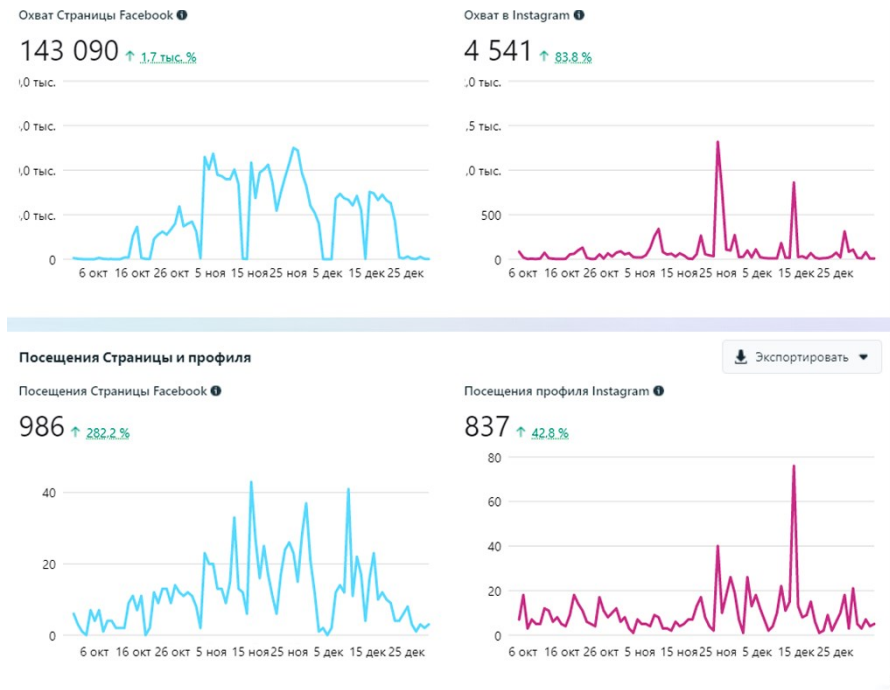 Охват Страницы Facebook
143 090 ↑ 1,7 тыс. %
,0 тыс.
,0 тыс.
,0 тыс.
,0 тыс.
0
6 окт 16 окт 26 окт 5 ноя 15 ноя 25 ноя 5 дек 15 дек 25 дек
Охват в Instagram
4 541 ↑ 83,8 %
,0 тыс.
,5 тыс.
,0 тыс.
500
0
6 окт 16 окт 26 окт 5 ноя 15 ноя 25 ноя 5 дек 15 дек 25 дек
Посещения Страницы и профиля
Экспортировать
Посещения Страницы Facebook
986 ↑ 282,2 %
40
20
0
6 окт 16 окт 26 окт 5 ноя 15 ноя 25 ноя 5 дек 15 дек 25 дек
Посещения профиля Instagram
837 ↑ 42,8 %
80
60
40
20
0
6 окт 16 окт 26 окт 5 ноя 15 ноя 25 ноя 5 дек 15 дек 25 дек